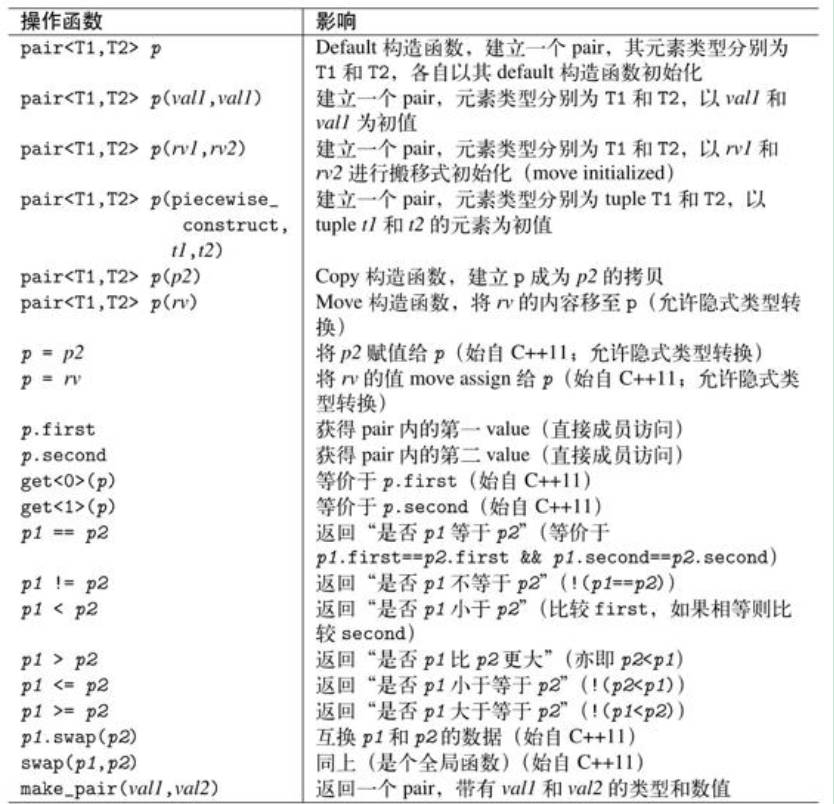 操作函数 影响
pair<T1,T2> p Default 构造函数，建立一个 pair，其元素类型分别为
T1 和 T2，各自以其 default 构造函数初始化
pair<T1,T2> p(val1,val1) 建立一个 pair，元素类型分别为 T1 和 T2，以 val1 和
val1 为初值
pair<T1,T2> p(rv1,rv2) 建立一个 pair，元素类型分别为 T1 和 T2，以 rv1 和
rv2 进行搬移式初始化（move initialized）
pair<T1,T2> p(piecewise_ 建立一个 pair，元素类型分别为 tuple T1 和 T2，以
construct, tuple t1 和 t2 的元素为初值
t1,t2)
pair<T1,T2> p(p2) Copy 构造函数，建立 p 成为 p2 的拷贝
pair<T1,T2> p(rv) Move 构造函数，将 rv 的内容移至 p（允许隐式类型转
换）
p = p2 将 p2 赋值给 p（始自 C++11；允许隐式类型转换）
p = rv 将 rv 的值 move assign 给 p（始自 C++11；允许隐式类
型转换）
p.first 获得 pair 内的第一 value（直接成员访问）
p.second 获得 pair 内的第二 value（直接成员访问）
get<0>(p) 等价于 p.first（始自 C++11）
get<1>(p) 等价于 p.second（始自 C++11）
p1 == p2 返回“是否 p1 等于 p2”（等价于
p1.first==p2.first && p1.second==p2.second）
p1 != p2 返回“是否 p1 不等于 p2”（!(p1==p2)）
p1 < p2 返回“是否 p1 小于 p2”（比较 first，如果相等则比
较 second）
p1 > p2 返回“是否 p1 比 p2 更大”（亦即 p2<p1）
p1 <= p2 返回“是否 p1 小于等于 p2”（!(p2<p1)）
p1 >= p2 返回“是否 p1 大于等于 p2”（!(p1<p2)）
p1.swap(p2) 互换 p1 和 p2 的数据（始自 C++11）
swap(p1,p2) 同上（是个全局函数）（始自 C++11）
make_pair(val1,val2) 返回一个 pair，带有 val1 和 val2 的类型和数值